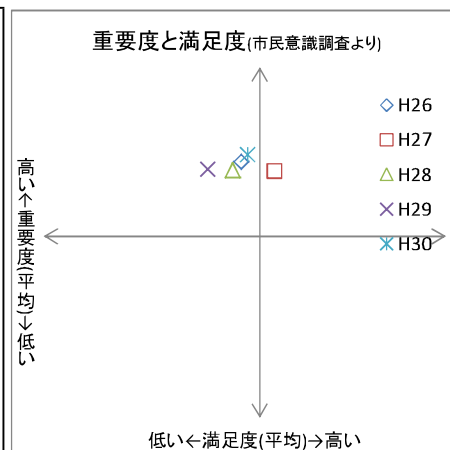 重要度と満足度(市民意識調査より)
H26
H27
H28
H29
H30
高い↑重要度(平均)↓低い
低い←満足度(平均)→高い